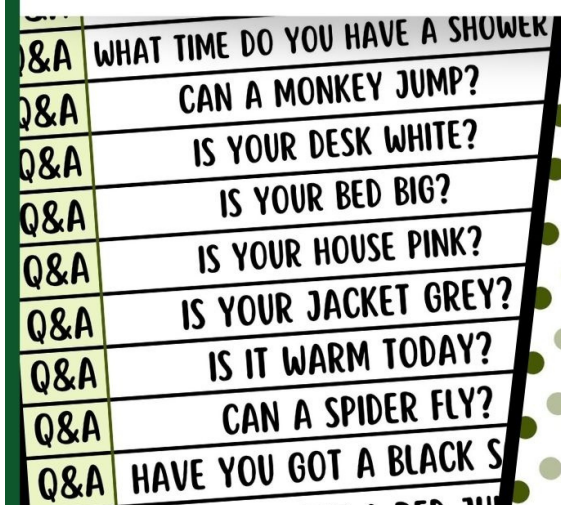 Q&A WHAT TIME DO YOU HAVE A SHOWER
Q&A CAN A MONKEY JUMP?
Q&A IS YOUR DESK WHITE?
Q&A IS YOUR BED BIG?
Q&A IS YOUR HOUSE PINK?
Q&A IS YOUR JACKET GREY?
Q&A IS IT WARM TODAY?
Q&A CAN A SPIDER FLY?
Q&A HAVE YOU GOT A BLACK S